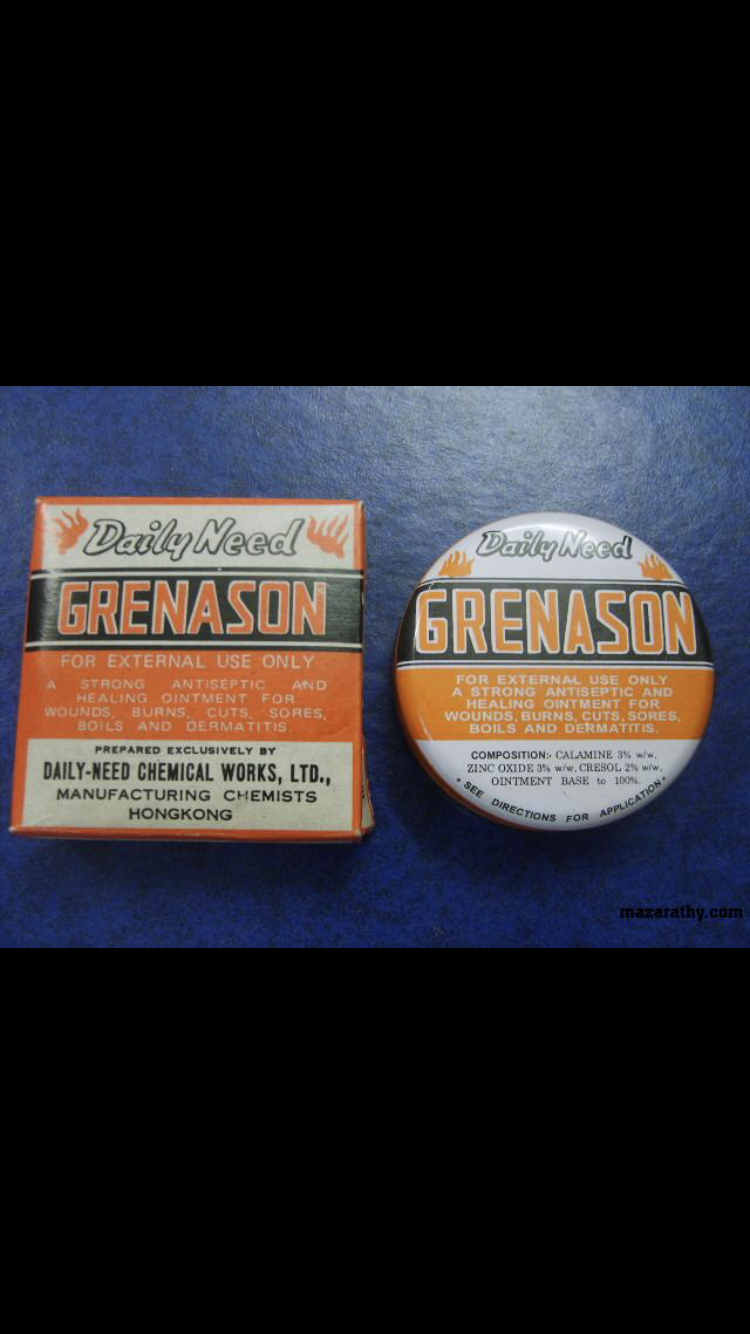 Daily Need
GRENASON
FOR EXTERNAL USE ONLY
A STRONG ANTISEPTIC AND
HEALING OINTMENT FOR
WOUNDS, BURNS, CUTS, SORES,
BOILS AND DERMATITIS.
PREPARED EXCLUSIVELY BY
DAILY-NEED CHEMICAL WORKS, LTD.,
MANUFACTURING CHEMISTS
HONGKONG
Daily Need
GRENASON
FOR EXTERNAL USE ONLY
A STRONG ANTISEPTIC AND
HEALING OINTMENT FOR
WOUNDS, BURNS, CUTS, SORES,
BOILS AND DERMATITIS.
COMPOSITION:- CALAMINE 3% w/w,
ZINC OXIDE 3% w/w, CRESOL 2% w/w,
OINTMENT BASE to 100%.
• SEE DIRECTIONS FOR APPLICATION •
mazarathy.com